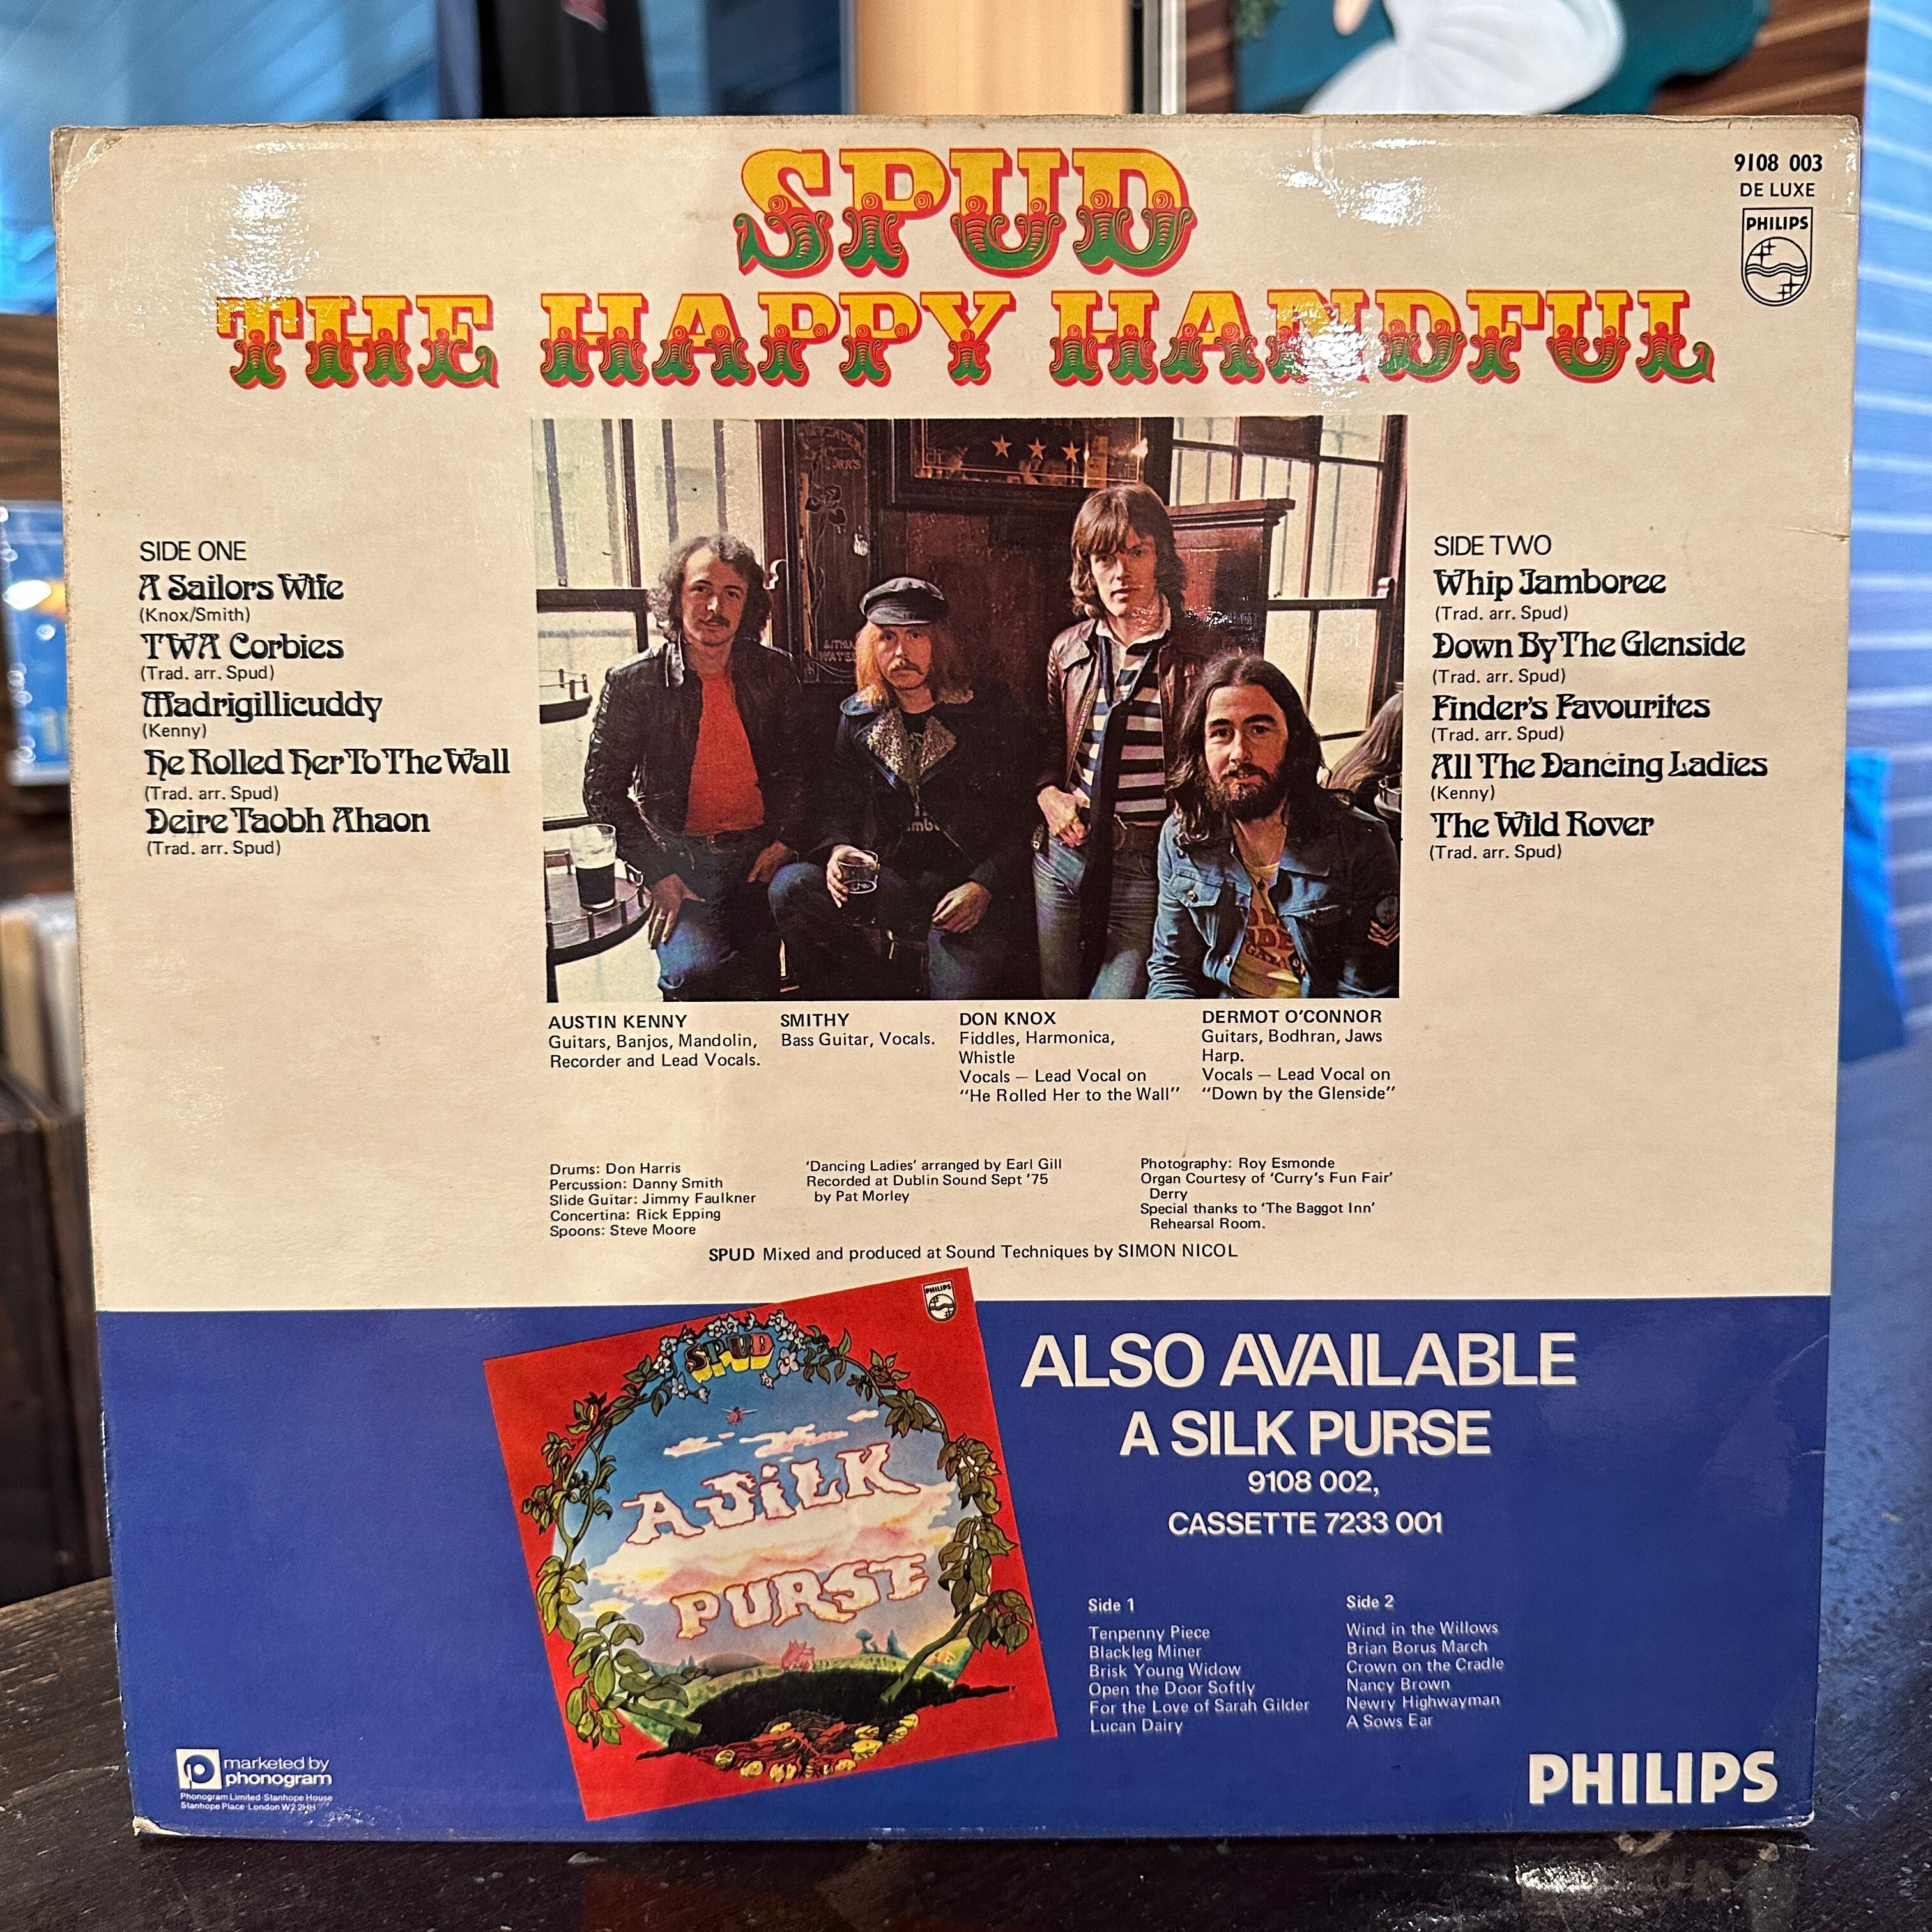 SPUD
THE HAPPY HANDFUL
9108 003
DE LUXE
PHILIPS
SIDE ONE
A Sailors Wife
(Knox/Smith)
TWA Corbies
(Trad. arr. Spud)
Madrigillicuddy
(Kenny)
He Rolled Her To The Wall
(Trad. arr. Spud)
Deire Taobh Ahaon
(Trad. arr. Spud)
SIDE TWO
Whip Jamboree
(Trad. arr. Spud)
Down By The Glenside
(Trad. arr. Spud)
Finder's Favourites
(Trad. arr. Spud)
All The Dancing Ladies
(Kenny)
The Wild Rover
(Trad. arr. Spud)
AUSTIN KENNY
Guitars, Banjos, Mandolin,
Recorder and Lead Vocals.
SMITHY
Bass Guitar, Vocals.
DON KNOX
Fiddles, Harmonica,
Whistle
Vocals — Lead Vocal on
"He Rolled Her to the Wall"
DERMOT O'CONNOR
Guitars, Bodhran, Jaws
Harp.
Vocals — Lead Vocal on
"Down by the Glenside"
Drums: Don Harris
Percussion: Danny Smith
Slide Guitar: Jimmy Faulkner
Concertina: Rick Epping
Spoons: Steve Moore
'Dancing Ladies' arranged by Earl Gill
Recorded at Dublin Sound Sept '75
by Pat Morley
Photography: Roy Esmonde
Organ Courtesy of 'Curry's Fun Fair'
Derry
Special thanks to 'The Baggot Inn'
Rehearsal Room.
SPUD Mixed and produced at Sound Techniques by SIMON NICOL
PHILIPS
SPUD
A SiLK
PURSE
ALSO AVAILABLE
A SILK PURSE
9108 002,
CASSETTE 7233 001
Side 1
Tenpenny Piece
Blackleg Miner
Brisk Young Widow
Open the Door Softly
For the Love of Sarah Gilder
Lucan Dairy
Side 2
Wind in the Willows
Brian Borus March
Crown on the Cradle
Nancy Brown
Newry Highwayman
A Sows Ear
marketed by
phonogram
Phonogram Limited Stanhope House
Stanhope Place London W2 2HH
PHILIPS